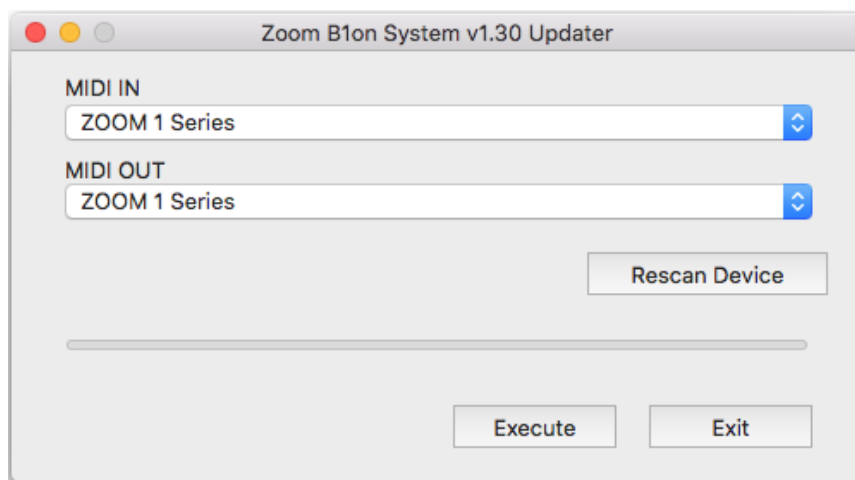 Zoom B1on System v1.30 Updater
MIDI IN
ZOOM 1 Series
MIDI OUT
ZOOM 1 Series
Rescan Device
Execute Exit